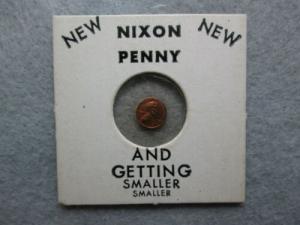 NEW NIXON NEW
PENNY
AND
GETTING
SMALLER
SMALLER